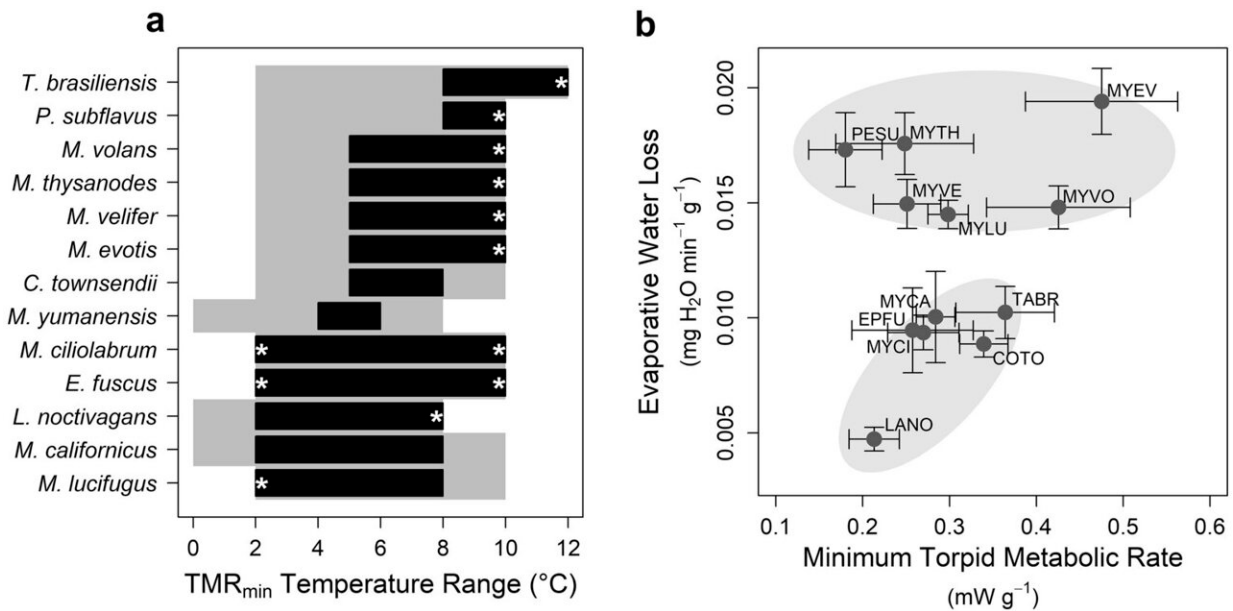 a
T. brasiliensis
P. subflavus
M. volans
M. thysanodes
M. velifer
M. evotis
C. townsendii
M. yumanensis
M. ciliolabrum
E. fuscus
L. noctivagans
M. californicus
M. lucifugus
*
*
*
*
*
*
* *
* *
*
*
0 2 4 6 8 10 12
TMRmin Temperature Range (°C)
b
Evaporative Water Loss
(mg H₂O min⁻¹ g⁻¹)
0.020
0.015
0.010
0.005
MYEV
PESU MYTH
MYVE
MYVO
MYLU
MYCA
TABR
EPFU
MYCI
COTO
LANO
0.1 0.2 0.3 0.4 0.5 0.6
Minimum Torpid Metabolic Rate
(mW g⁻¹)